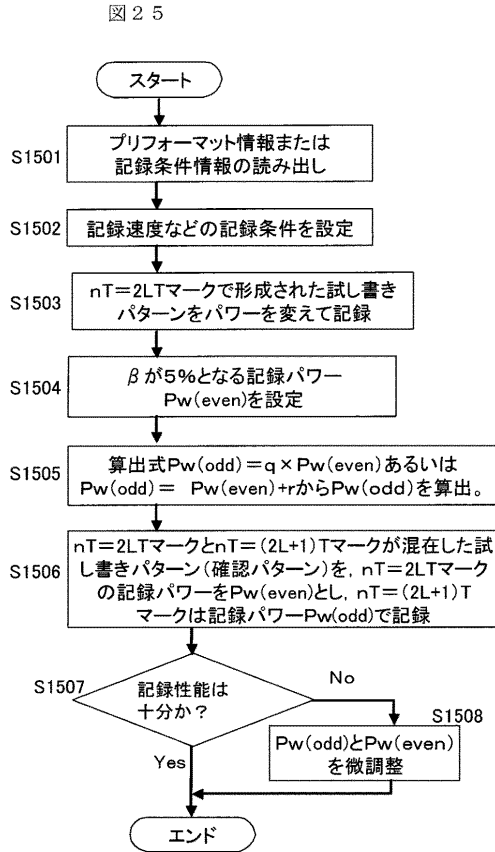 図２５
スタート
S1501
プリフォーマット情報または
記録条件情報の読み出し
S1502
記録速度などの記録条件を設定
S1503
nT＝2LTマークで形成された試し書き
パターンをパワーを変えて記録
S1504
βが5%となる記録パワー
Pw(even)を設定
S1505
算出式Pw(odd)＝q×Pw(even)あるいは
Pw(odd)＝ Pw(even)+rからPw(odd)を算出。
S1506
nT＝2LTマークとnT＝(2L+1)Tマークが混在した試
し書きパターン(確認パターン)を，nT＝2LTマーク
の記録パワーをPw(even)とし，nT＝(2L+1)T
マークは記録パワーPw(odd)で記録
S1507
記録性能は
十分か？
No
S1508
Pw(odd)とPw(even)
を微調整
Yes
エンド